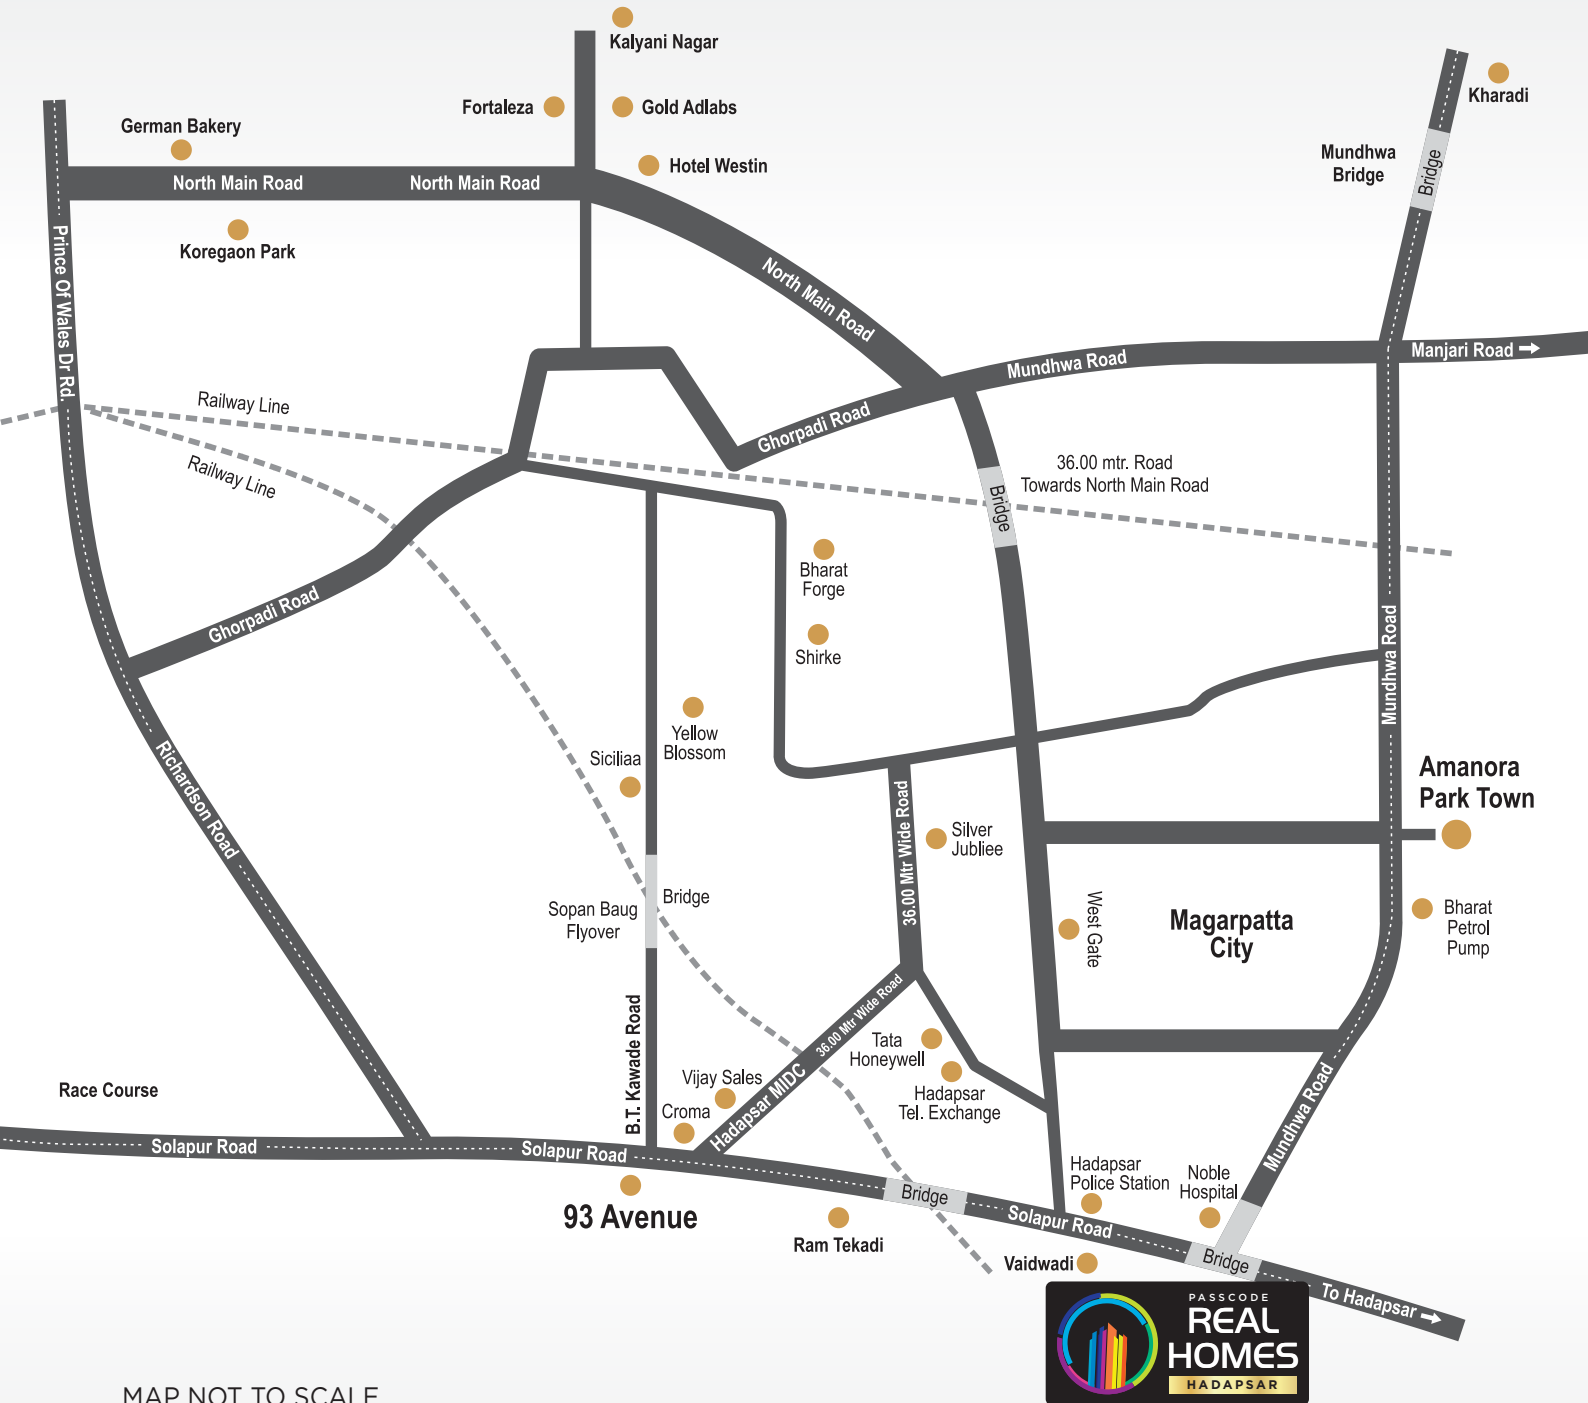 Kalyani Nagar
Fortaleza
Gold Adlabs
Kharadi
German Bakery
Mundhwa
Bridge
Bridge
Hotel Westin
North Main Road
North Main Road
Koregaon Park
Prince Of Wales Dr Rd.
North Main Road
Mundhwa Road
Manjari Road
Railway Line
Ghorpadi Road
Railway Line
36.00 mtr. Road
Towards North Main Road
Bridge
Bharat
Forge
Ghorpadi Road
Shirke
Mundhwa Road
Yellow
Blossom
Siciliaa
Richardson Road
Amanora
Park Town
36.00 Mtr Wide Road
Silver
Jubliee
Bridge
Sopan Baug
Flyover
West Gate
Magarpatta
City
Bharat
Petrol
Pump
B.T. Kawade Road
36.00 Mtr Wide Road
Tata
Honeywell
Hadapsar
Tel. Exchange
Vijay Sales
Croma
Hadapsar MIDC
Race Course
Mundhwa Road
Solapur Road
Solapur Road
Hadapsar
Police Station
Noble
Hospital
Bridge
Solapur Road
93 Avenue
Ram Tekadi
Vaidwadi
Bridge
To Hadapsar
PASSCODE
REAL
HOMES
HADAPSAR
MAP NOT TO SCALE